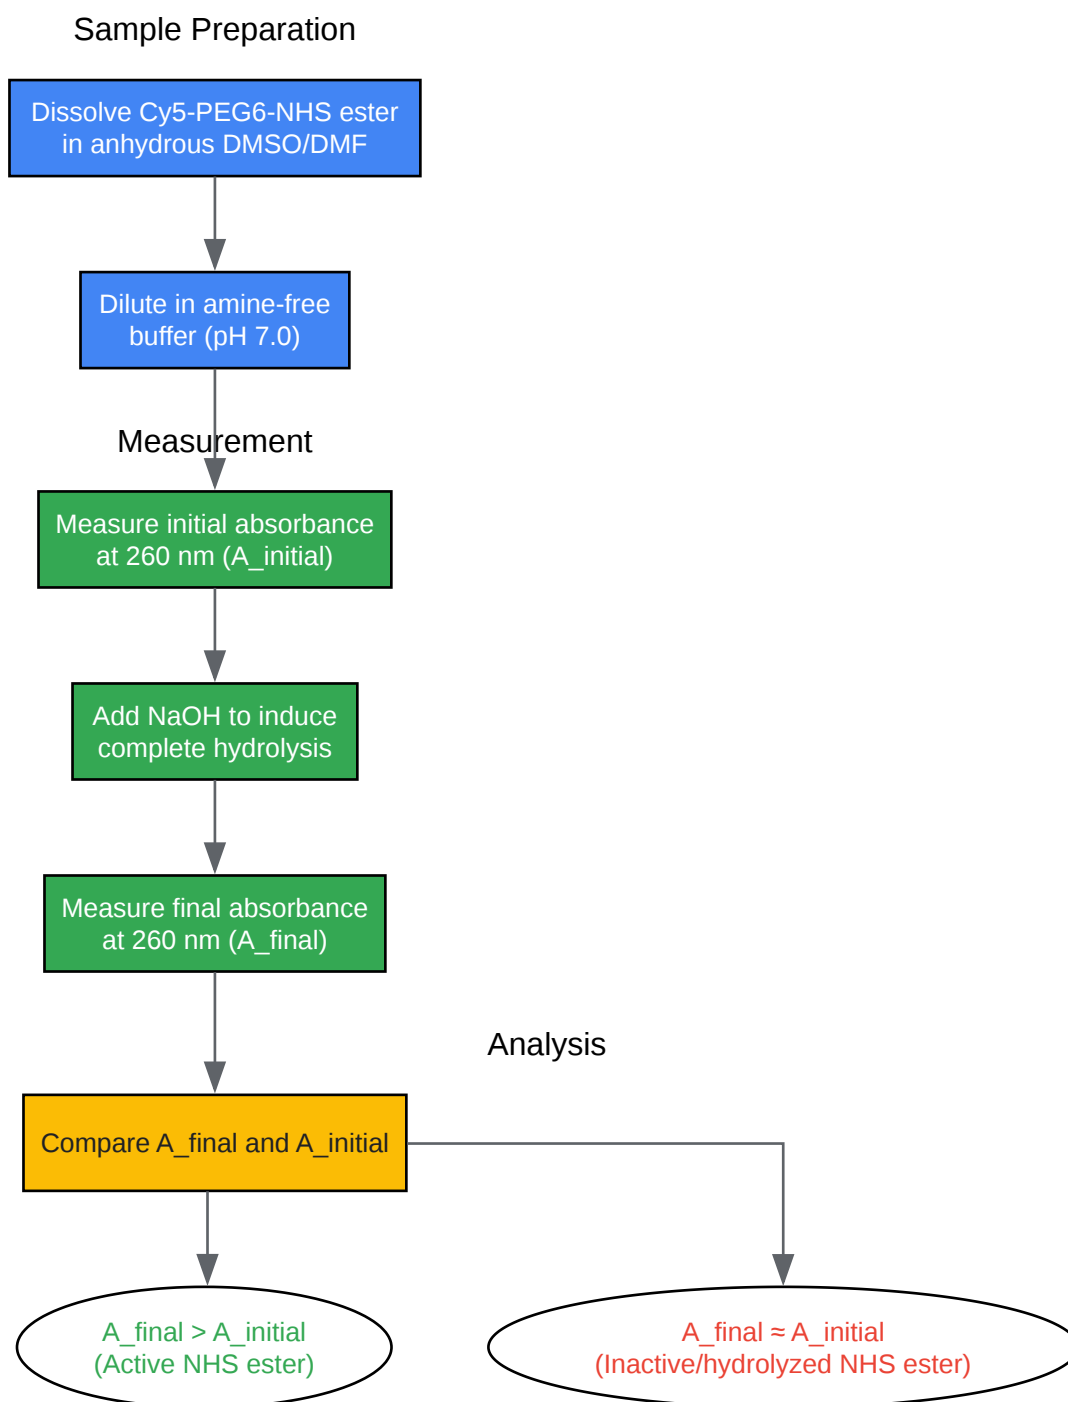 Sample Preparation
Dissolve Cy5-PEG6-NHS ester
in anhydrous DMSO/DMF
Dilute in amine-free
buffer (pH 7.0)
Measurement
Measure initial absorbance
at 260 nm (A_initial)
Add NaOH to induce
complete hydrolysis
Measure final absorbance
at 260 nm (A_final)
Analysis
Compare A_final and A_initial
A_final > A_initial
(Active NHS ester)
A_final ≈ A_initial
(Inactive/hydrolyzed NHS ester)